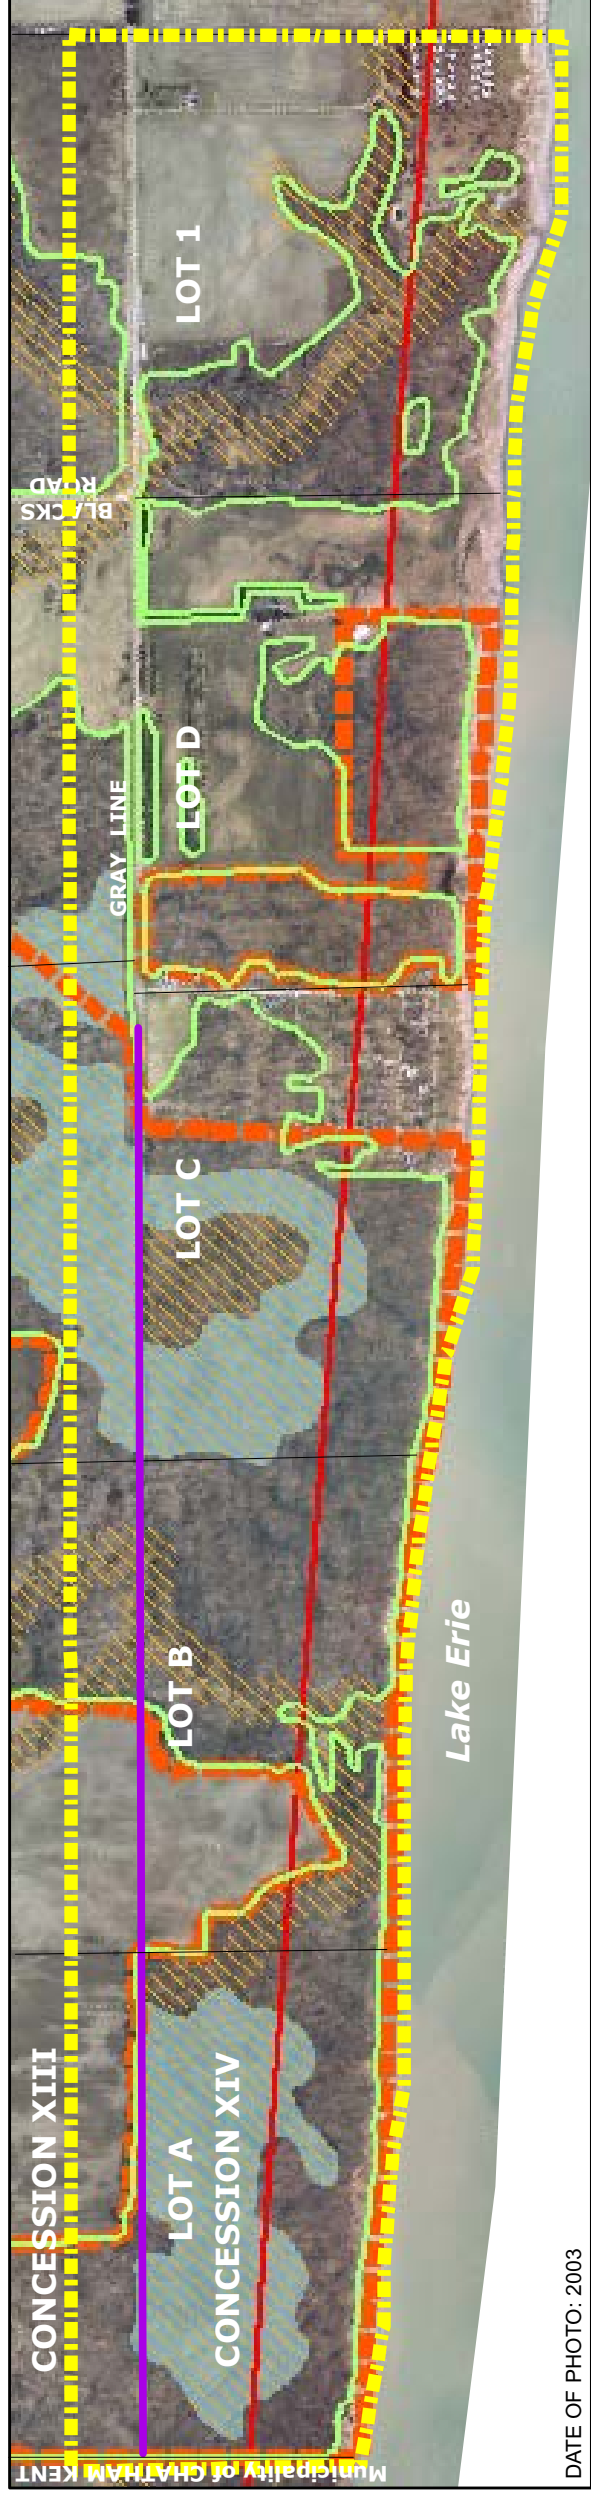 LOT 1
BLACKS
ROAD
LOT D
GRAY LINE
LOT C
LOT B
Lake Erie
CONCESSION XIII
LOT A
CONCESSION XIV
Municipality of CHATHAM KENT
DATE OF PHOTO: 2003